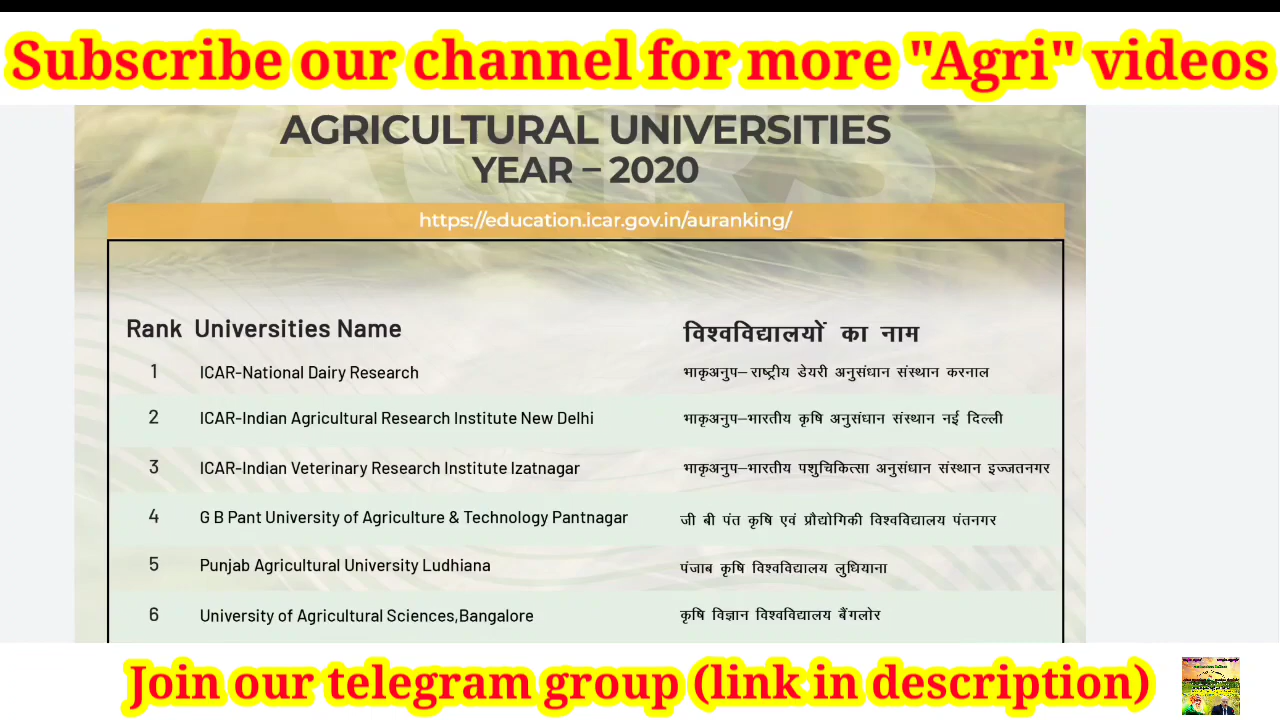 Subscribe our channel for more "Agri" videos
AGRICULTURAL UNIVERSITIES
YEAR – 2020
https://education.icar.gov.in/auranking/
Rank Universities Name विश्वविद्यालयों का नाम
1 ICAR-National Dairy Research भाकृअनुप–राष्ट्रीय डेयरी अनुसंधान संस्थान करनाल
2 ICAR-Indian Agricultural Research Institute New Delhi भाकृअनुप–भारतीय कृषि अनुसंधान संस्थान नई दिल्ली
3 ICAR-Indian Veterinary Research Institute Izatnagar भाकृअनुप–भारतीय पशुचिकित्सा अनुसंधान संस्थान इज्जतनगर
4 G B Pant University of Agriculture & Technology Pantnagar जी बी पंत कृषि एवं प्रौद्योगिकी विश्वविद्यालय पंतनगर
5 Punjab Agricultural University Ludhiana पंजाब कृषि विश्वविद्यालय लुधियाना
6 University of Agricultural Sciences,Bangalore कृषि विज्ञान विश्वविद्यालय बैंगलोर
Join our telegram group (link in description)